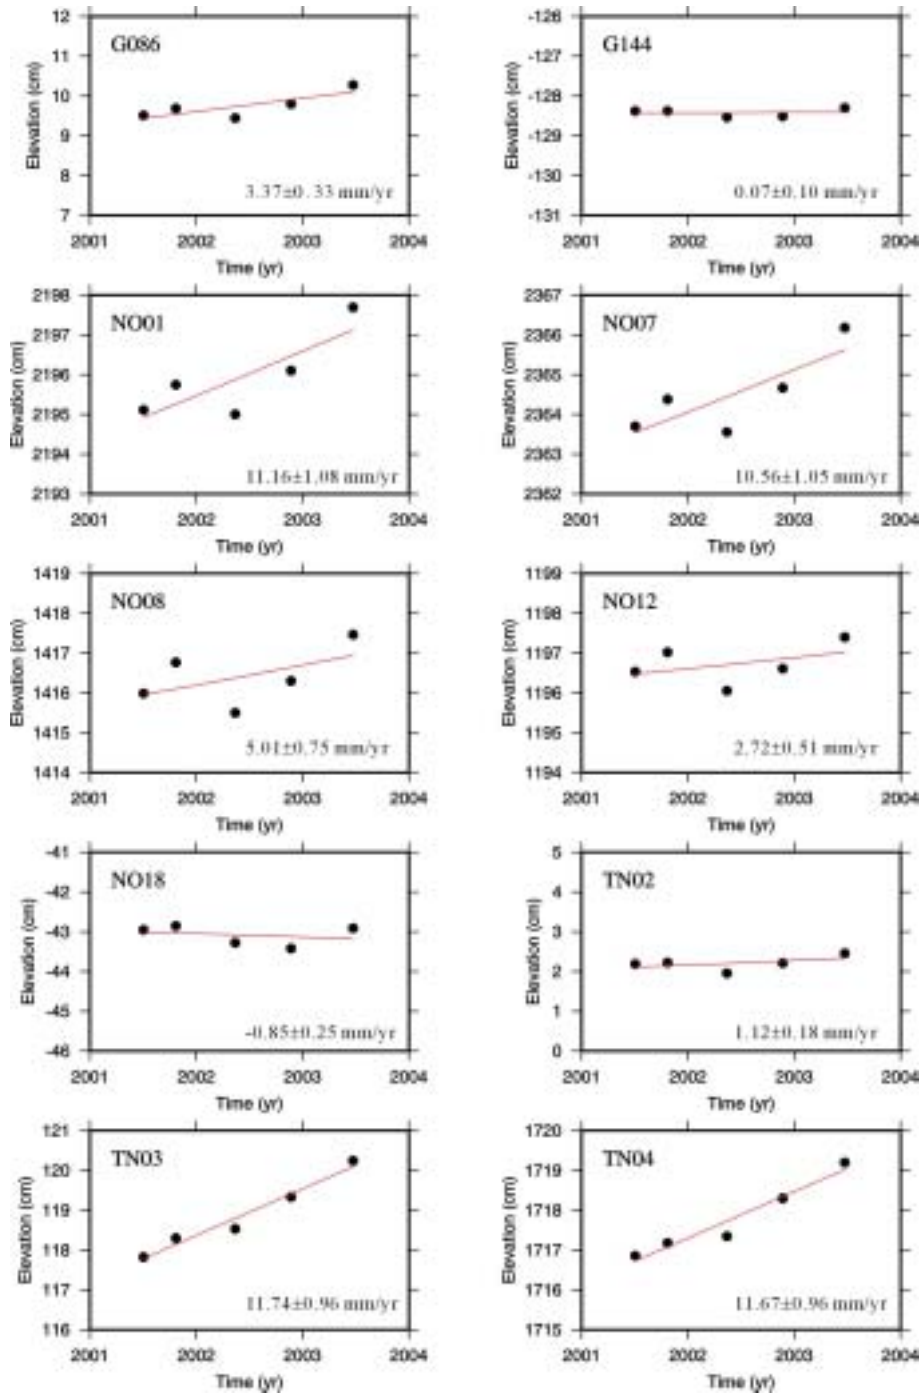 12
11
10
9
8
7
Elevation (cm)
G086
3.37±0.33 mm/yr
2001 2002 2003 2004
Time (yr)
-126
-128
-129
-130
-131
Elevation (cm)
G144
0.07±0.10 mm/yr
2001 2002 2003 2004
Time (yr)
2198
2197
2196
2195
2194
2193
Elevation (cm)
NO01
11.16±1.08 mm/yr
2001 2002 2003 2004
Time (yr)
2367
2366
2365
2364
2363
2362
Elevation (cm)
NO07
10.56±1.05 mm/yr
2001 2002 2003 2004
Time (yr)
1419
1418
1417
1416
1415
1414
Elevation (cm)
NO08
5.01±0.75 mm/yr
2001 2002 2003 2004
Time (yr)
1199
1198
1197
1196
1195
1194
Elevation (cm)
NO12
2.72±0.51 mm/yr
2001 2002 2003 2004
Time (yr)
-41
-42
-43
-44
-45
-46
Elevation (cm)
NO18
-0.85±0.25 mm/yr
2001 2002 2003 2004
Time (yr)
5
4
3
2
1
0
Elevation (cm)
TN02
1.12±0.18 mm/yr
2001 2002 2003 2004
Time (yr)
121
120
119
118
117
116
Elevation (cm)
TN03
11.74±0.96 mm/yr
2001 2002 2003 2004
Time (yr)
1720
1719
1718
1717
1716
1715
Elevation (cm)
TN04
11.67±0.96 mm/yr
2001 2002 2003 2004
Time (yr)